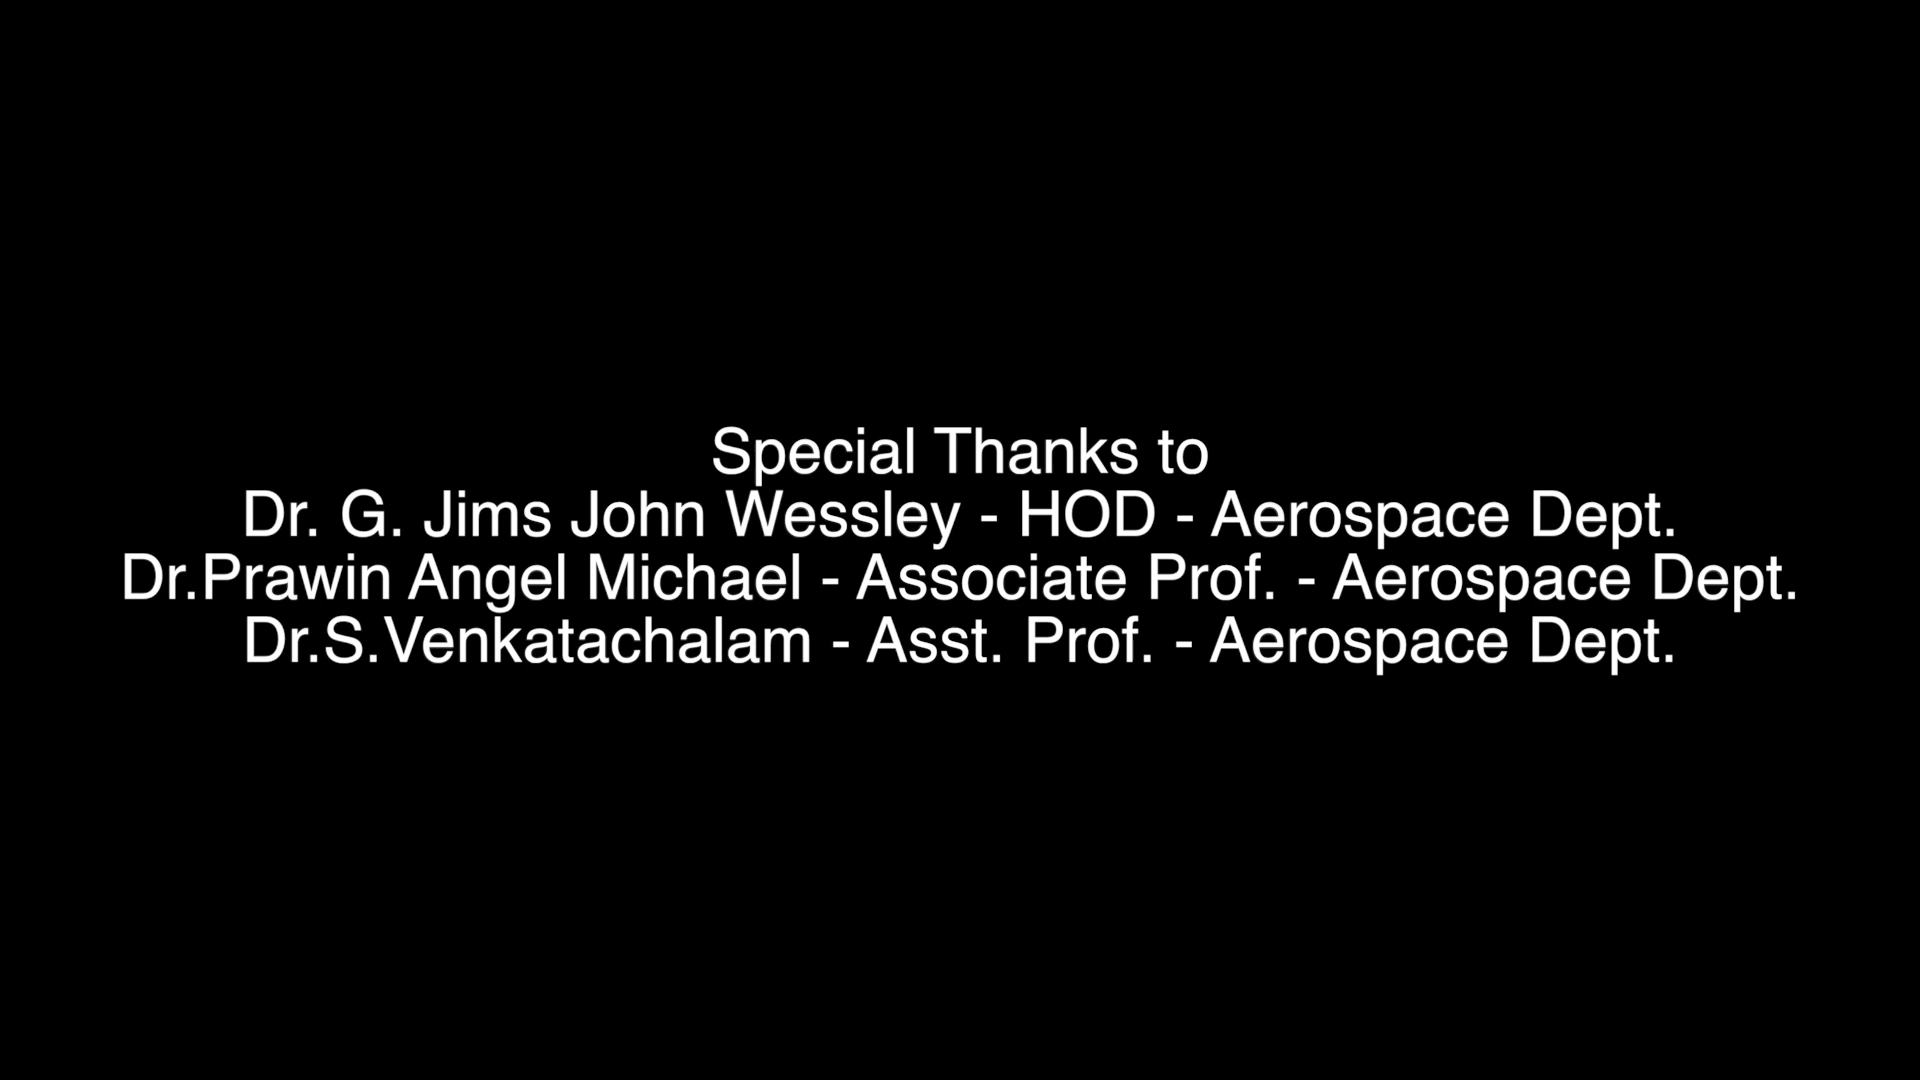 Special Thanks to
Dr. G. Jims John Wessley - HOD - Aerospace Dept.
Dr.Prawin Angel Michael - Associate Prof. - Aerospace Dept.
Dr.S.Venkatachalam - Asst. Prof. - Aerospace Dept.